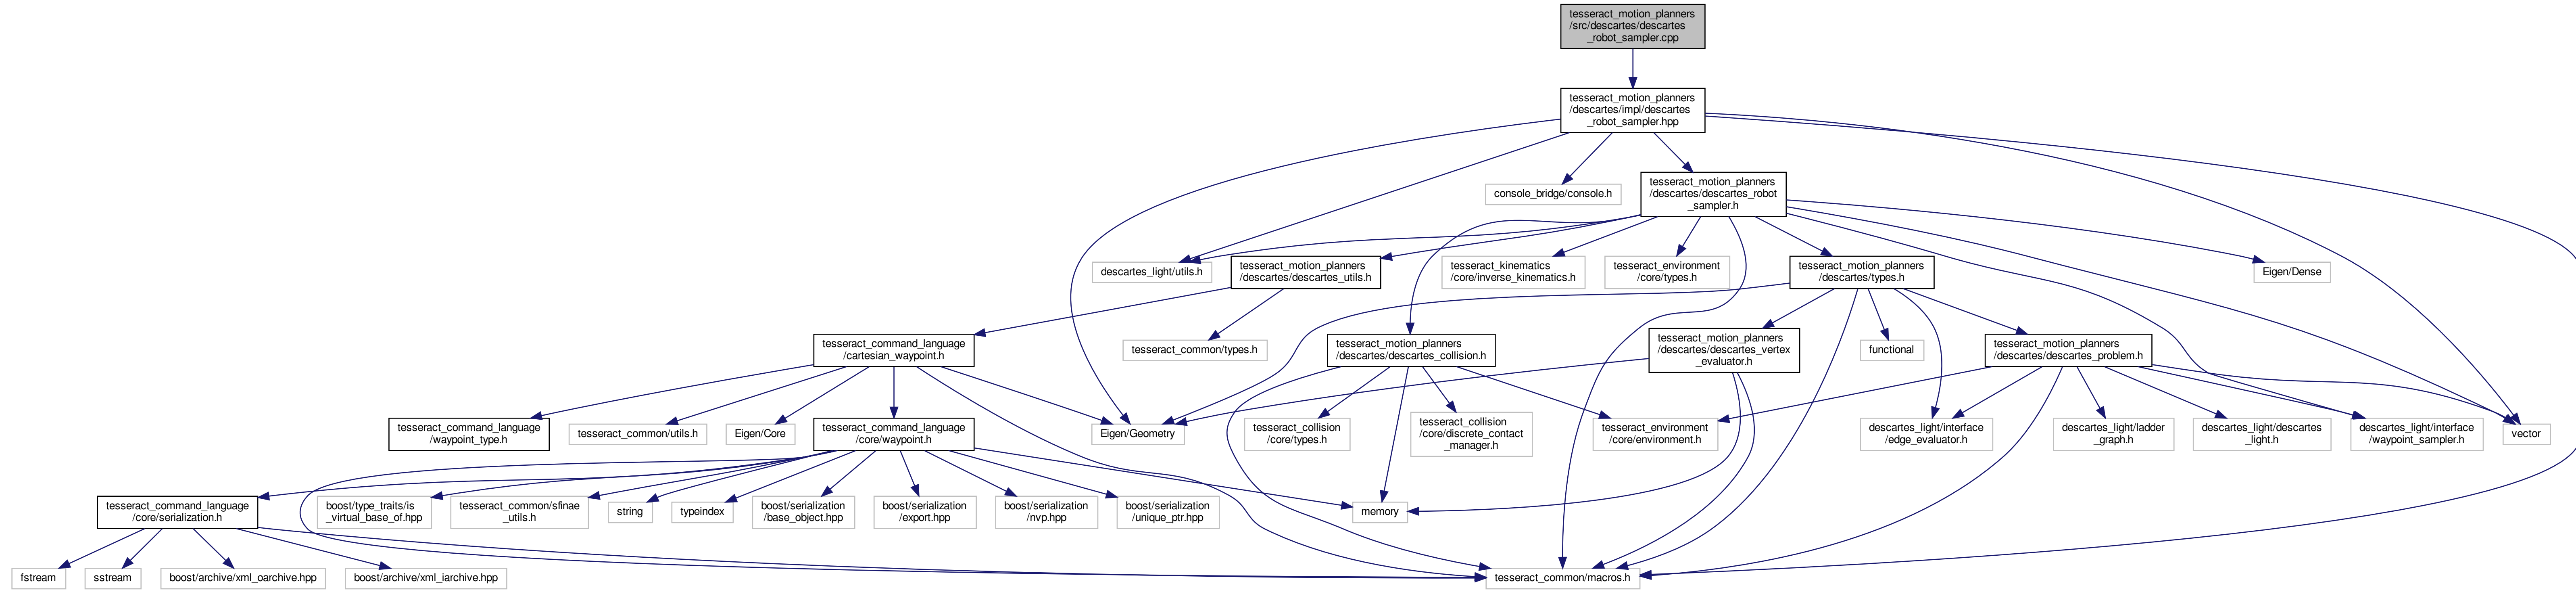 tesseract_motion_planners
/src/descartes/descartes
_robot_sampler.cpp
tesseract_motion_planners
/descartes/impl/descartes
_robot_sampler.hpp
console_bridge/console.h
tesseract_motion_planners
/descartes/descartes_robot
_sampler.h
descartes_light/utils.h
tesseract_motion_planners
/descartes/descartes_utils.h
tesseract_kinematics
/core/inverse_kinematics.h
tesseract_environment
/core/types.h
tesseract_motion_planners
/descartes/types.h
Eigen/Dense
tesseract_command_language
/cartesian_waypoint.h
tesseract_common/types.h
tesseract_motion_planners
/descartes/descartes_collision.h
tesseract_motion_planners
/descartes/descartes_vertex
_evaluator.h
functional
tesseract_motion_planners
/descartes/descartes_problem.h
tesseract_command_language
/waypoint_type.h
tesseract_common/utils.h
Eigen/Core
tesseract_command_language
/core/waypoint.h
Eigen/Geometry
tesseract_collision
/core/types.h
tesseract_collision
/core/discrete_contact
_manager.h
tesseract_environment
/core/environment.h
descartes_light/interface
/edge_evaluator.h
descartes_light/ladder
_graph.h
descartes_light/descartes
_light.h
descartes_light/interface
/waypoint_sampler.h
vector
tesseract_command_language
/core/serialization.h
boost/type_traits/is
_virtual_base_of.hpp
tesseract_common/sfinae
_utils.h
string
typeindex
boost/serialization
/base_object.hpp
boost/serialization
/export.hpp
boost/serialization
/nvp.hpp
boost/serialization
/unique_ptr.hpp
memory
fstream
sstream
boost/archive/xml_oarchive.hpp
boost/archive/xml_iarchive.hpp
tesseract_common/macros.h